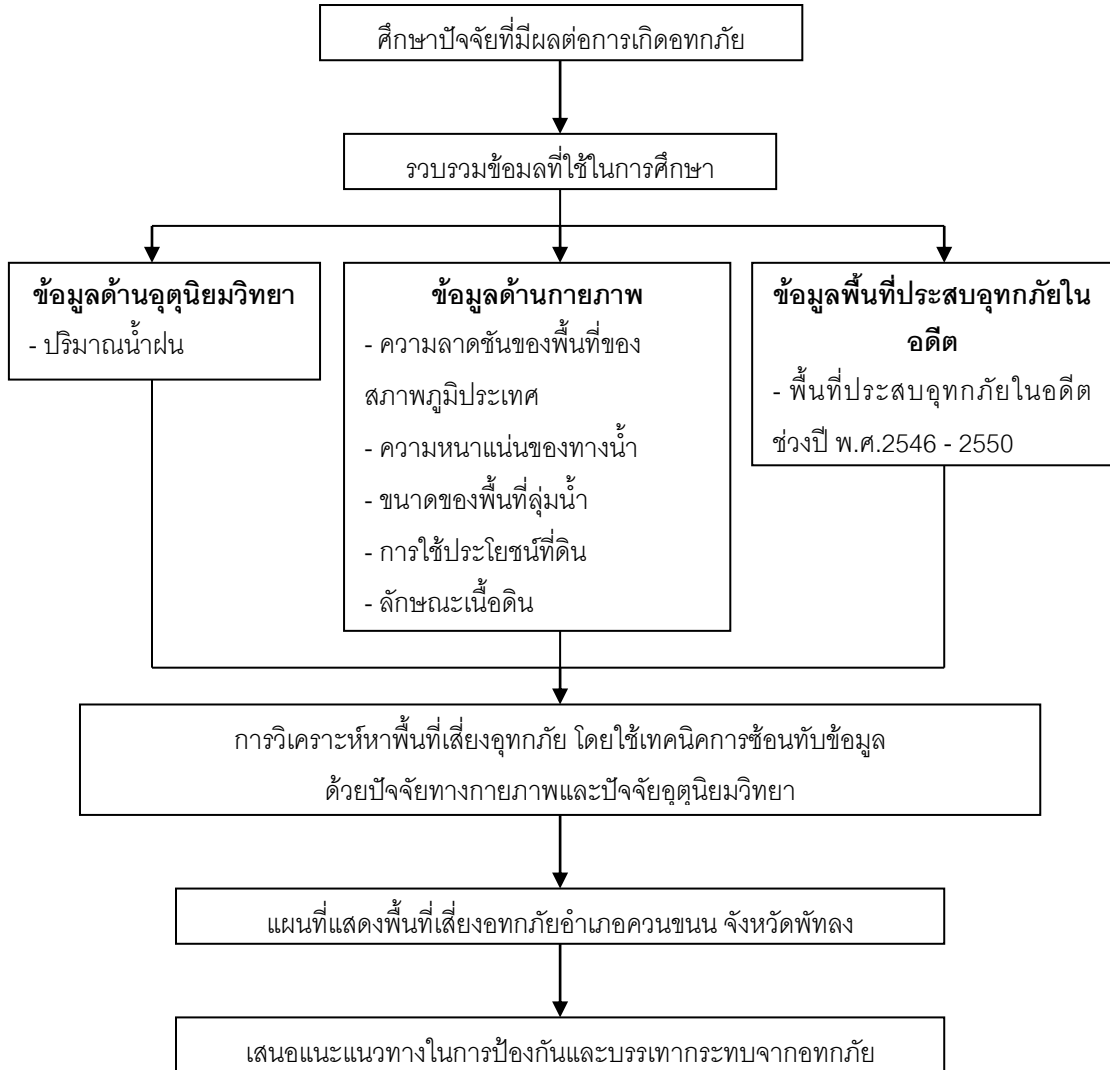 ศึกษาปัจจัยที่มีผลต่อการเกิดอทกภัย
รวบรวมข้อมลที่ใช้ในการศึกษา
ข้อมูลด้านอุตุนิยมวิทยา
- ปริมาณน้ำฝน
ข้อมูลด้านกายภาพ
- ความลาดชันของพื้นที่ของ
สภาพภูมิประเทศ
- ความหนาแน่นของทางน้ำ
- ขนาดของพื้นที่ลุ่มน้ำ
- การใช้ประโยชน์ที่ดิน
- ลักษณะเนื้อดิน
ข้อมูลพื้นที่ประสบอุทกภัยใน
อดีต
- พื้นที่ประสบอุทกภัยในอดีต
ช่วงปี พ.ศ.2546 - 2550
การวิเคราะห์หาพื้นที่เสี่ยงอุทกภัย โดยใช้เทคนิคการซ้อนทับข้อมูล
ด้วยปัจจัยทางกายภาพและปัจจัยอุตุนิยมวิทยา
แผนที่แสดงพื้นที่เสี่ยงอทกภัยอำเภอควนขนน จังหวัดพัทลง
เสนอแนะแนวทางในการป้องกันและบรรเทากระทบจากอทกภัย